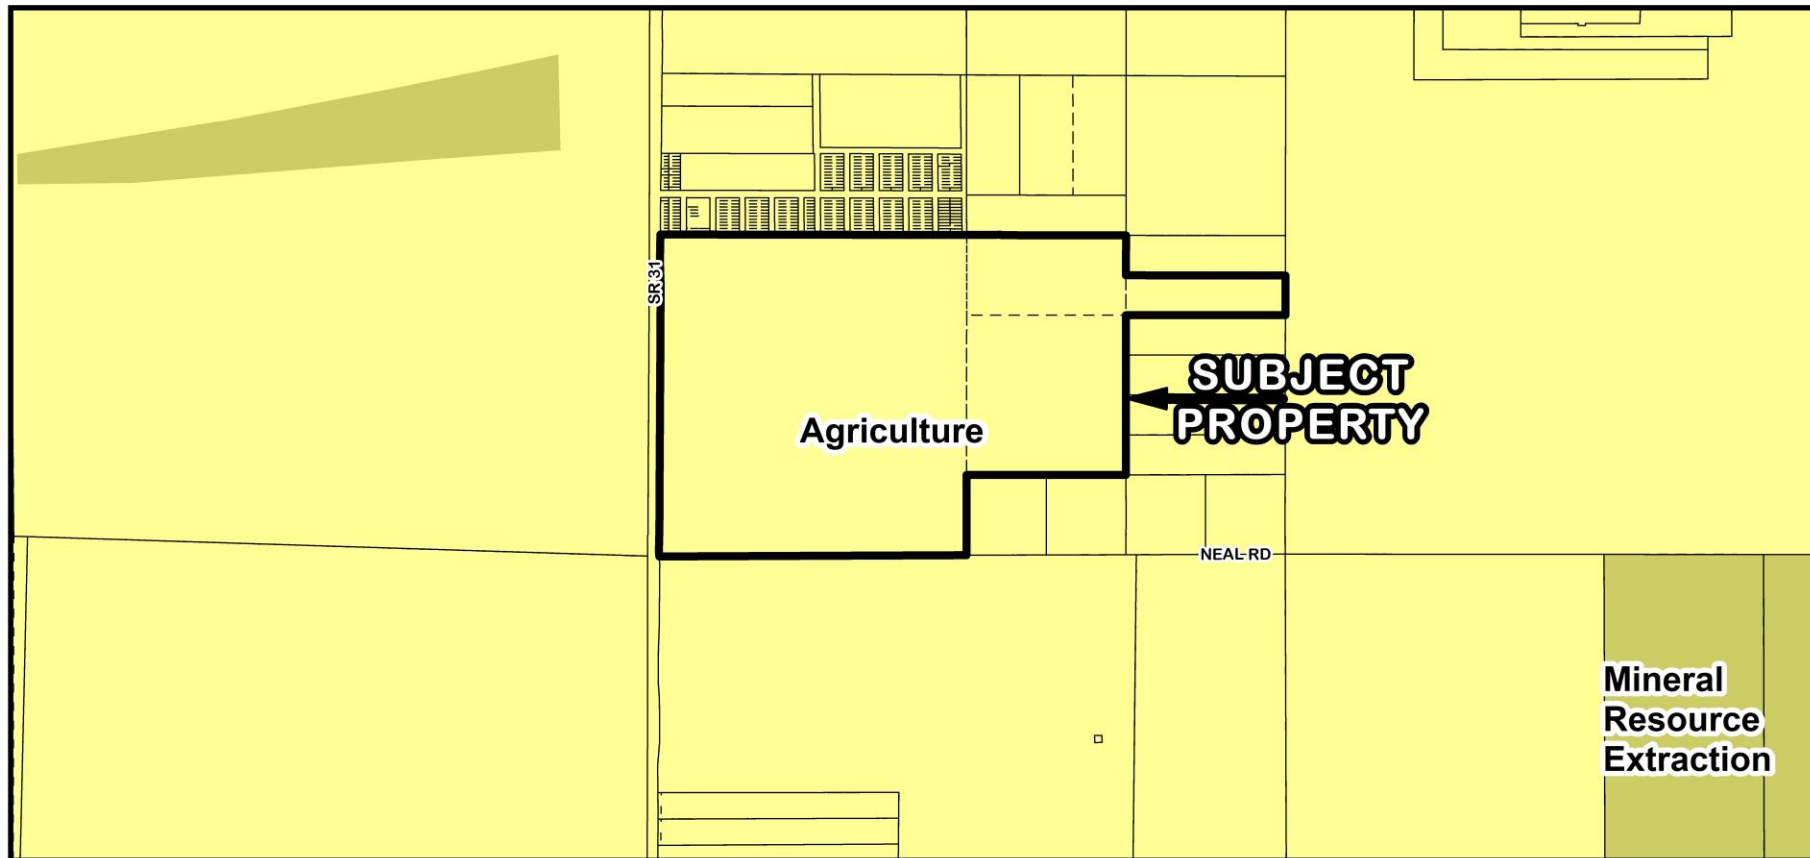 SR 31
SUBJECT
PROPERTY
Agriculture
NEAL RD
Mineral
Resource
Extraction